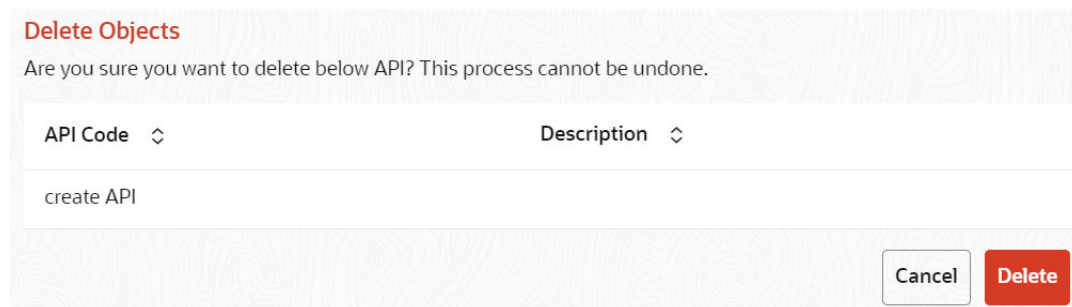 Delete Objects
Are you sure you want to delete below API? This process cannot be undone.
API Code Description
create API
Cancel Delete